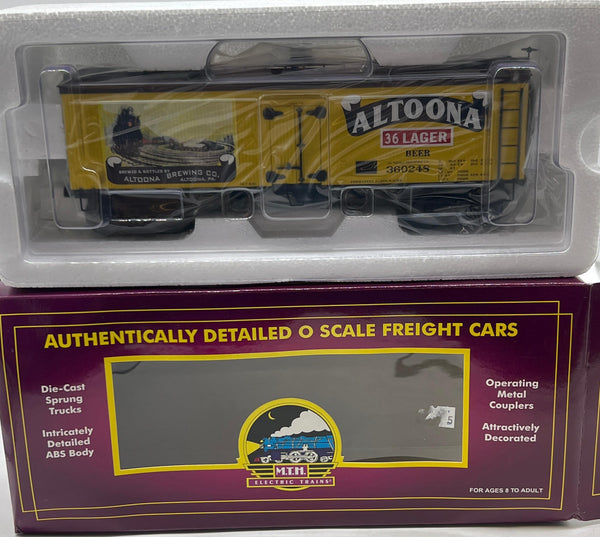 ALTOONA
36 LAGER
BEER
36024S
BREWED & BOTTLED BY
ALTOONA BREWING CO.
ALTOONA, PA.
AUTHENTICALLY DETAILED O SCALE FREIGHT CARS
Die-Cast
Sprung
Trucks
Intricately
Detailed
ABS Body
Operating
Metal
Couplers
Attractively
Decorated
5
M.T.H.
ELECTRIC TRAINS
FOR AGES 8 TO ADULT